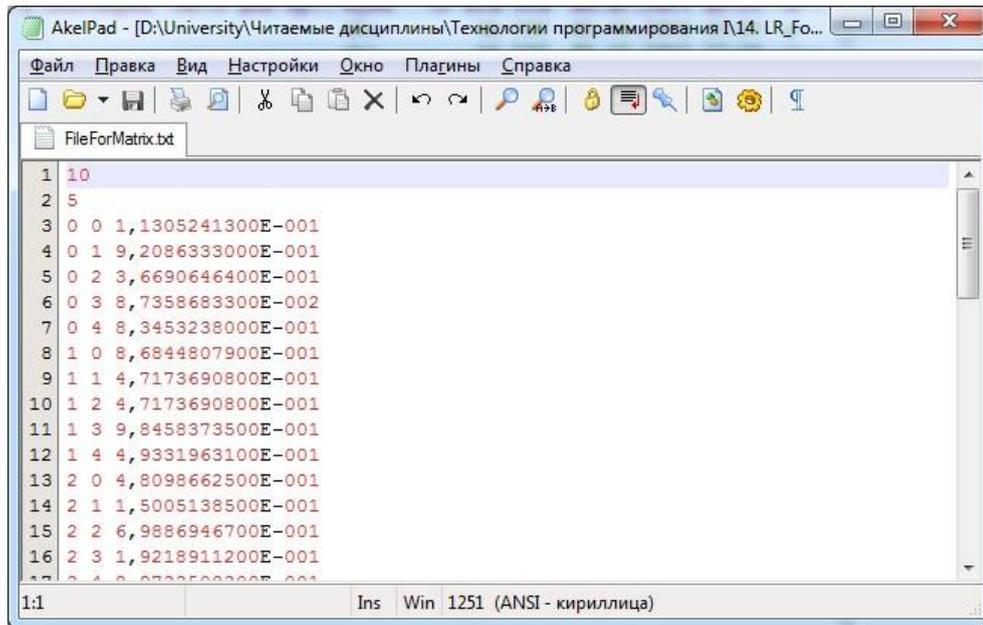 AkelPad - [D:\University\Читаемые дисциплины\Технологии программирования I\14. LR_Fo...
Файл Правка Вид Настройки Окно Плагины Справка
FileForMatrix.txt
1 10
2 5
3 0 0 1,1305241300E-001
4 0 1 9,2086333000E-001
5 0 2 3,6690646400E-001
6 0 3 8,7358683300E-002
7 0 4 8,3453238000E-001
8 1 0 8,6844807900E-001
9 1 1 4,7173690800E-001
10 1 2 4,7173690800E-001
11 1 3 9,8458373500E-001
12 1 4 4,9331963100E-001
13 2 0 4,8098662500E-001
14 2 1 1,5005138500E-001
15 2 2 6,9886946700E-001
16 2 3 1,9218911200E-001
1:1 Ins Win 1251 (ANSI - кириллица)